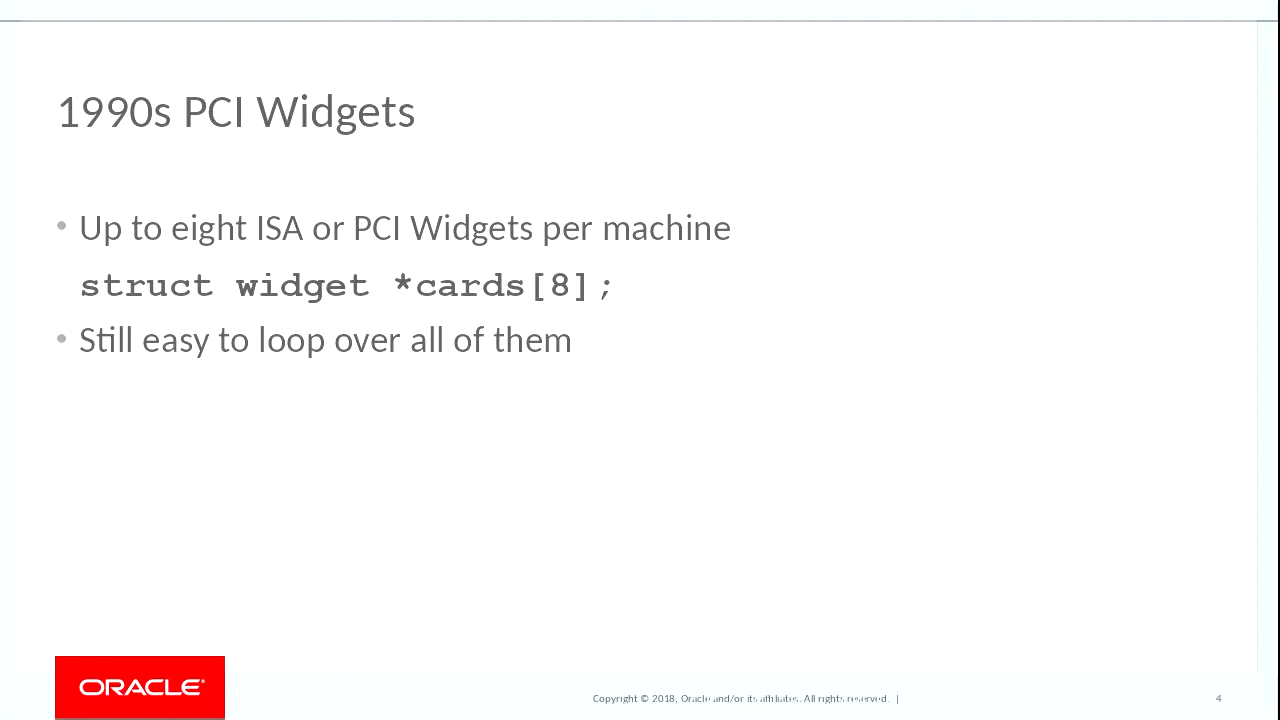 1990s PCI Widgets
• Up to eight ISA or PCI Widgets per machine
struct widget *cards[8];
• Still easy to loop over all of them
ORACLE®
Copyright © 2018, Oracle and/or its affiliates. All rights reserved. |
4